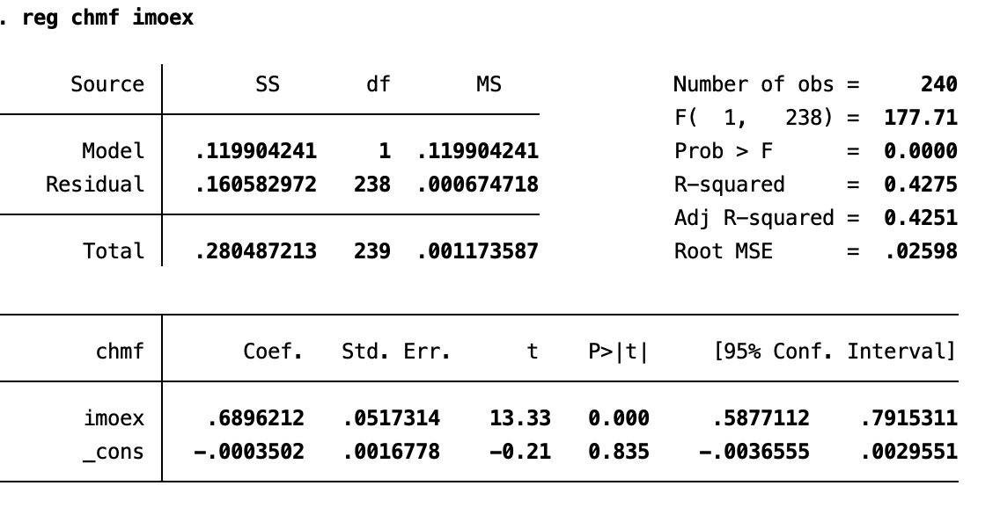 . reg chmf imoex
Source SS df MS Number of obs = 240
F( 1, 238) = 177.71
Model .119904241 1 .119904241 Prob > F = 0.0000
Residual .160582972 238 .000674718 R-squared = 0.4275
Adj R-squared = 0.4251
Total .280487213 239 .001173587 Root MSE = .02598
chmf Coef. Std. Err. t P>|t| [95% Conf. Interval]
imoex .6896212 .0517314 13.33 0.000 .5877112 .7915311
_cons -.0003502 .0016778 -0.21 0.835 -.0036555 .0029551